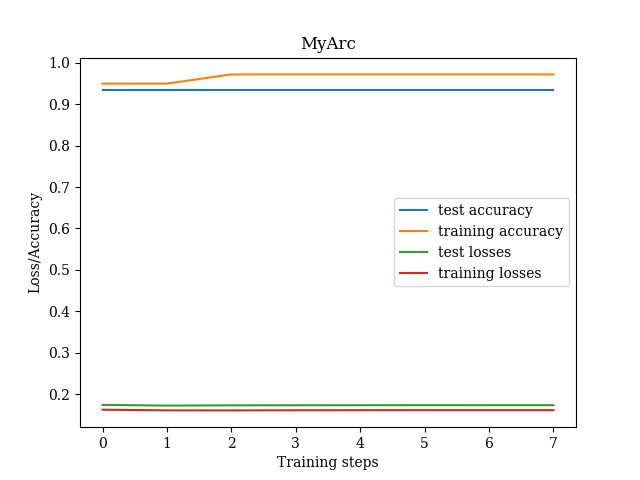 MyArc
1.0
0.9
0.8
0.7
0.6
0.5
0.4
0.3
0.2
Loss/Accuracy
test accuracy
training accuracy
test losses
training losses
0 1 2 3 4 5 6 7
Training steps